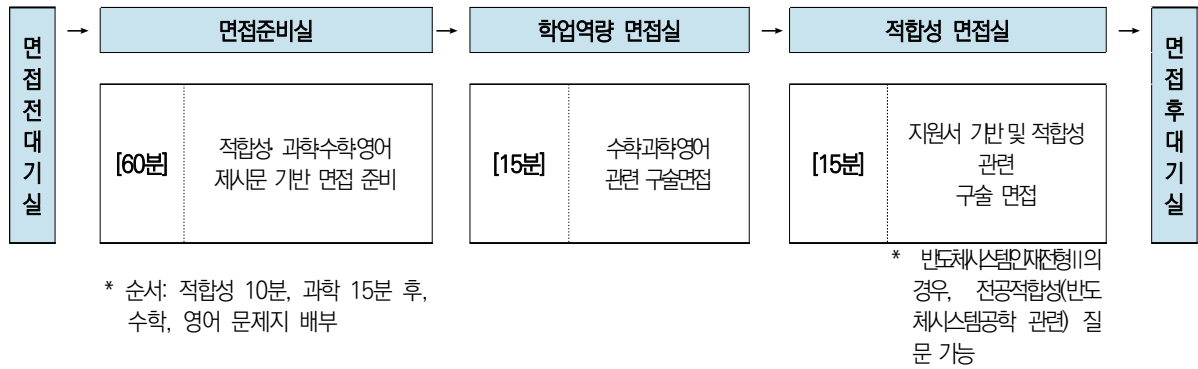 면접전대기실
→
면접준비실
→
학업역량 면접실
→
적합성 면접실
→
면접후대기실
[60분]
적합성· 과학·수학·영어
제시문 기반 면접 준비
[15분]
수학·과학·영어
관련 구술면접
[15분]
지원서 기반 및 적합성
관련
구술 면접
* 순서: 적합성 10분, 과학 15분 후,
수학, 영어 문제지 배부
* 반도체시스템인재전형Ⅱ의
경우, 전공적합성(반도
체시스템공학 관련) 질
문 가능